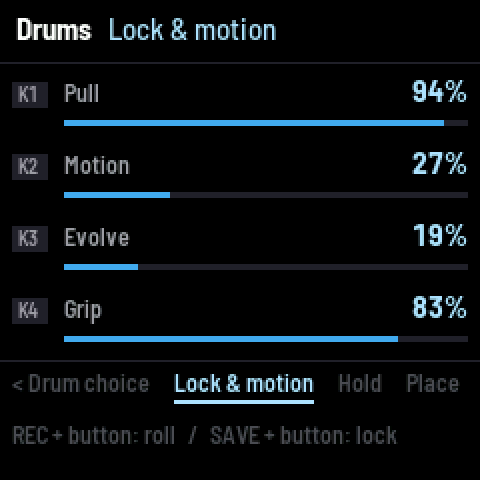 Drums Lock & motion
K1 Pull 94%
K2 Motion 27%
K3 Evolve 19%
K4 Grip 83%
< Drum choice Lock & motion Hold Place
REC + button: roll / SAVE + button: lock